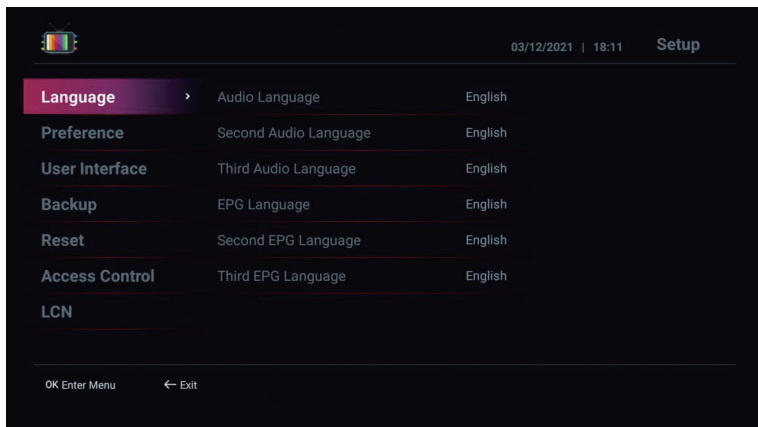 03/12/2021 | 18:11 Setup
Language › Audio Language English
Preference Second Audio Language English
User Interface Third Audio Language English
Backup EPG Language English
Reset Second EPG Language English
Access Control Third EPG Language English
LCN
OK Enter Menu ← Exit